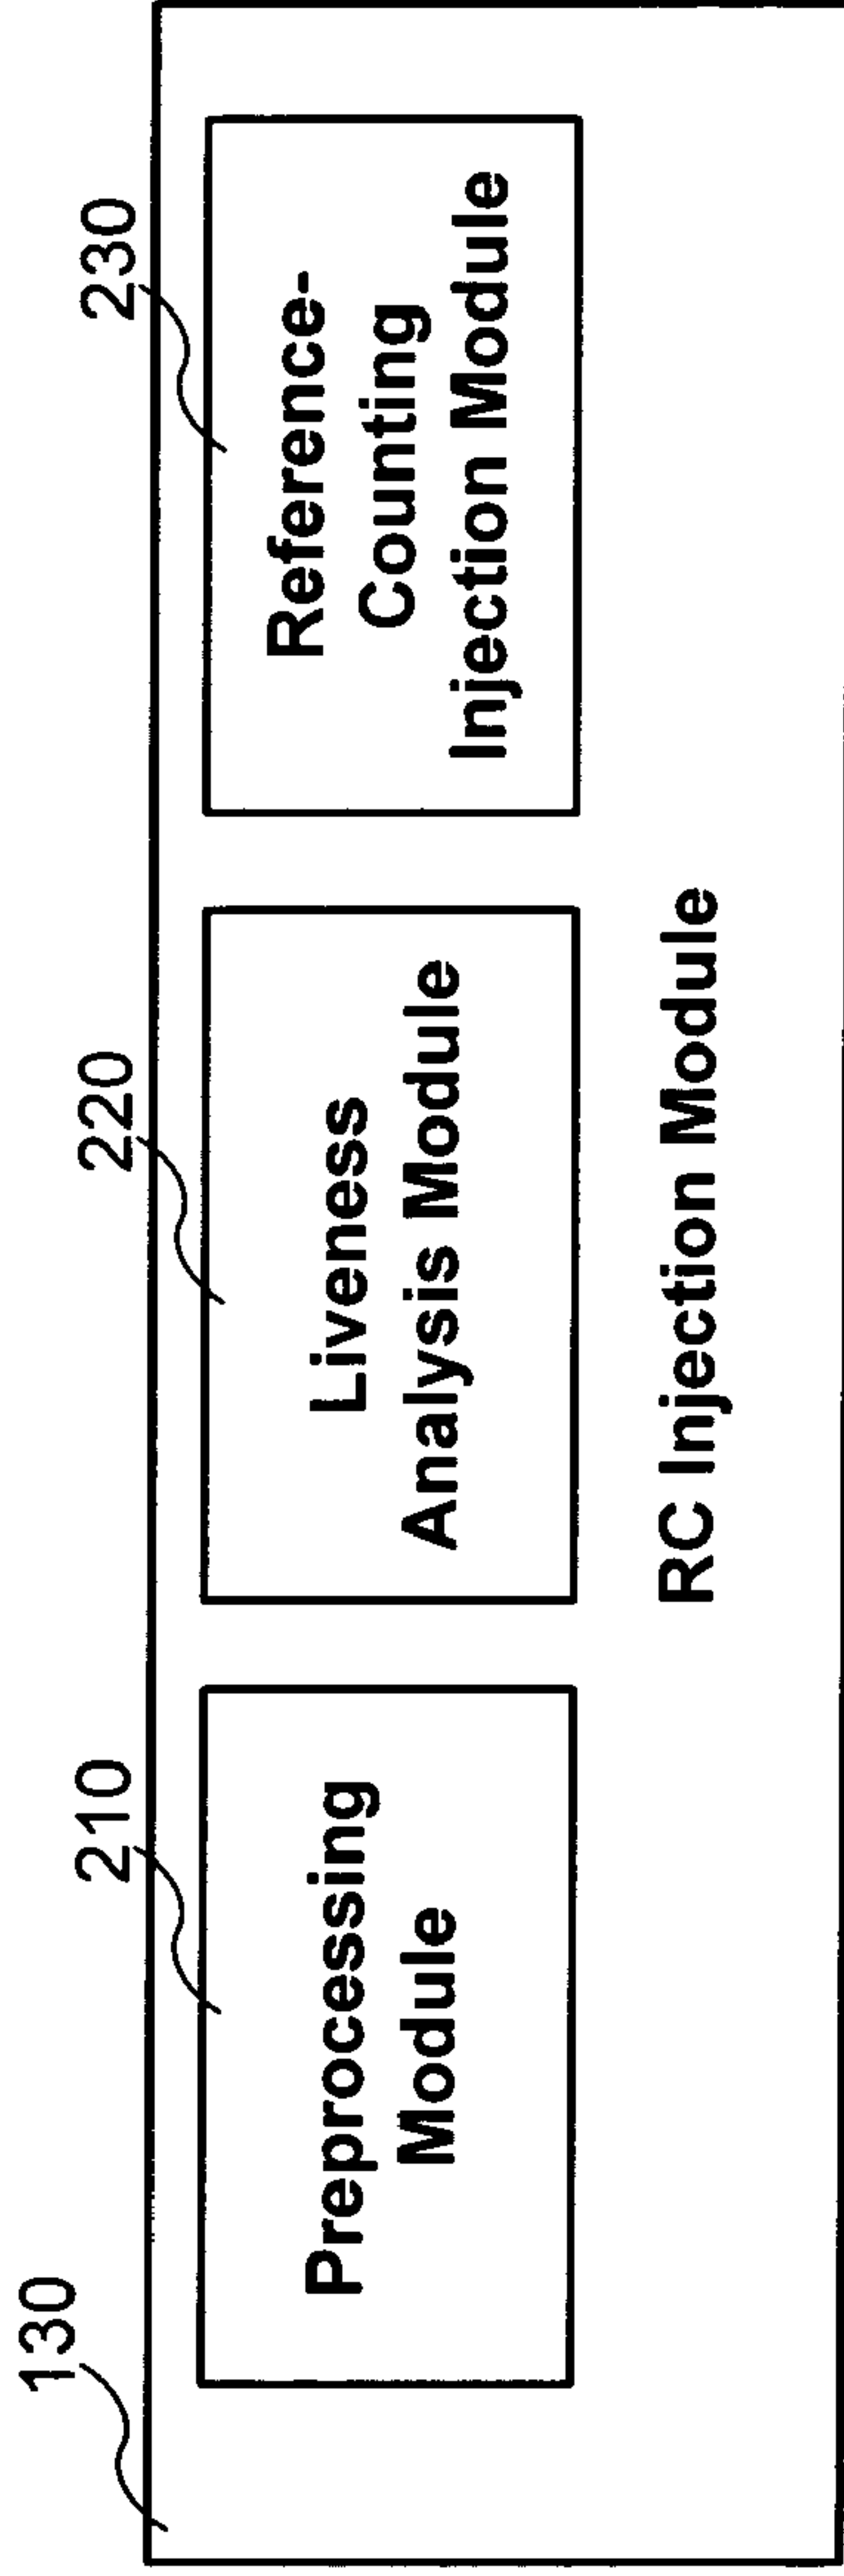 130
210
220
230
Preprocessing
Module
Liveness
Analysis Module
Reference-
Counting
Injection Module
RC Injection Module